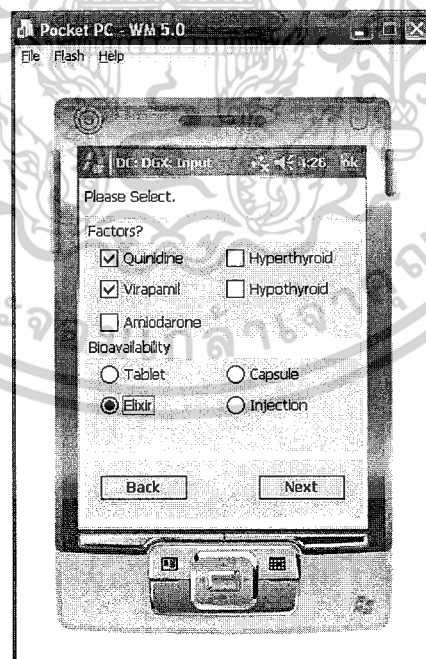 Pocket PC - WM 5.0
File Flash Help
DC: DGX: Input 4:26 ok
Please Select.
Factors?
Quinidine Hyperthyroid
Virapamil Hypothyroid
Amiodarone
Bioavailability
Tablet Capsule
Elixir Injection
Back Next